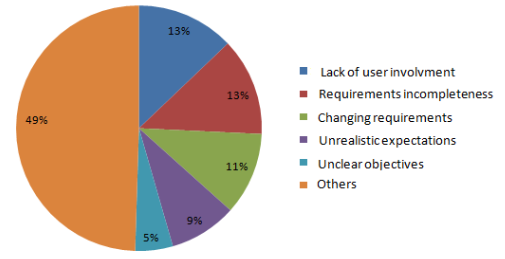 13%
13%
11%
9%
5%
49%
Lack of user involvment
Requirements incompleteness
Changing requirements
Unrealistic expectations
Unclear objectives
Others